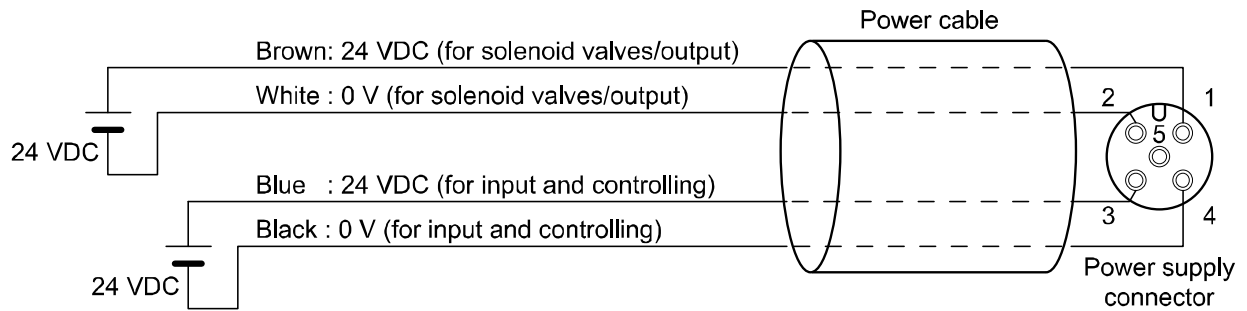 Power cable
Brown: 24 VDC (for solenoid valves/output)
White : 0 V (for solenoid valves/output)
2
1
5
24 VDC
Blue : 24 VDC (for input and controlling)
3
4
Black : 0 V (for input and controlling)
24 VDC
Power supply
connector